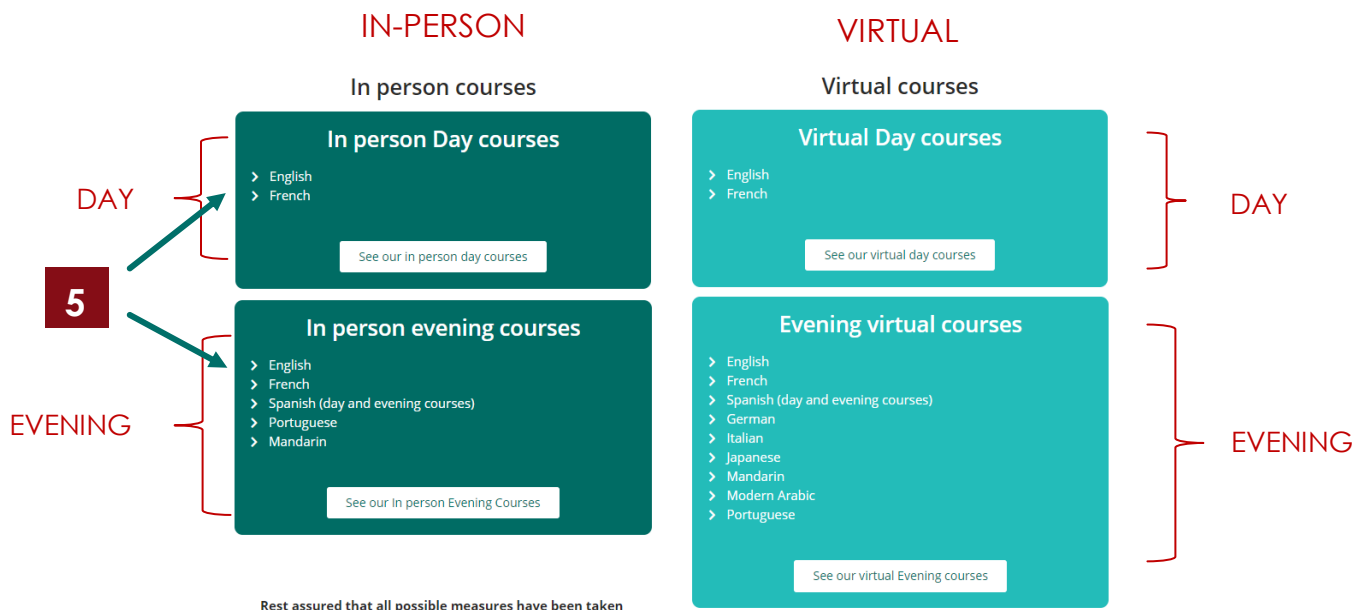 IN-PERSON
VIRTUAL
In person courses
Virtual courses
In person Day courses
English
French
See our in person day courses
Virtual Day courses
English
French
See our virtual day courses
DAY
DAY
5
In person evening courses
English
French
Spanish (day and evening courses)
Portuguese
Mandarin
See our In person Evening Courses
Evening virtual courses
English
French
Spanish (day and evening courses)
German
Italian
Japanese
Mandarin
Modern Arabic
Portuguese
See our virtual Evening courses
EVENING
EVENING
Rest assured that all possible measures have been taken